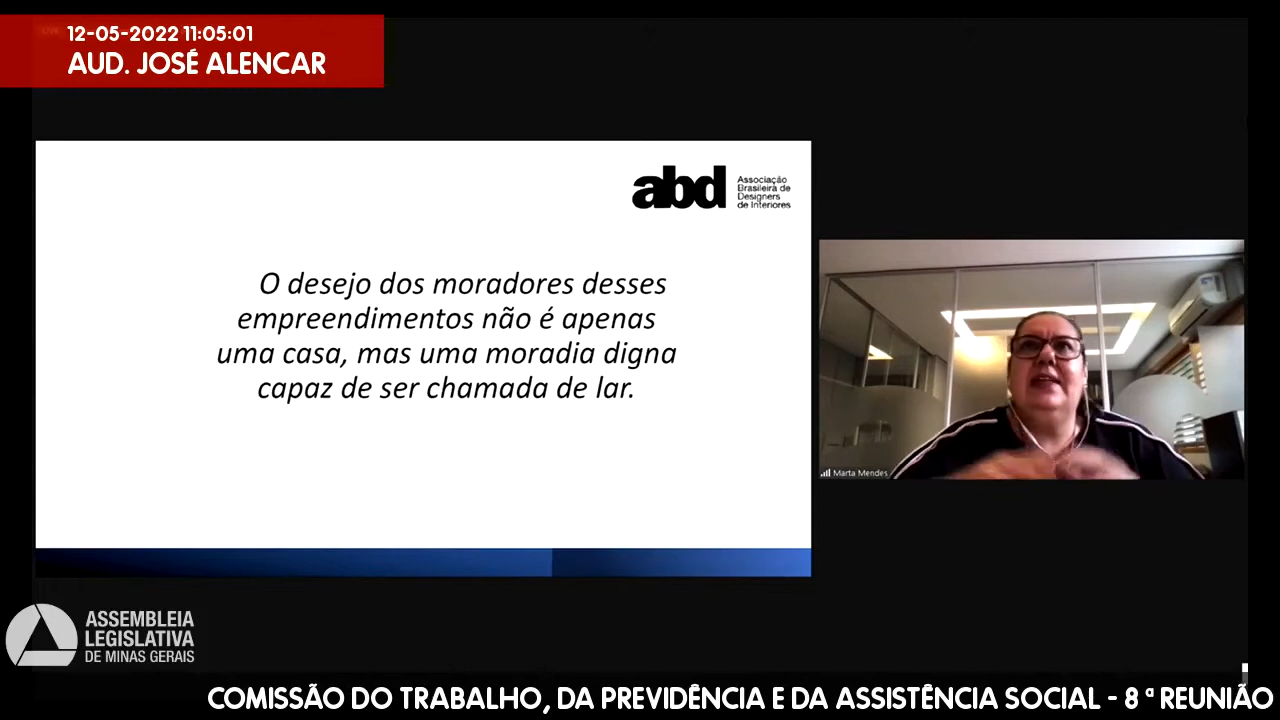 12-05-2022 11:05:01
AUD. JOSÉ ALENCAR
abd
Associação
Brasileira de
Designers
de Interiores
O desejo dos moradores desses
empreendimentos não é apenas
uma casa, mas uma moradia digna
capaz de ser chamada de lar.
Marta Mendes
ASSEMBLEIA
LEGISLATIVA
DE MINAS GERAIS
COMISSÃO DO TRABALHO, DA PREVIDÊNCIA E DA ASSISTÊNCIA SOCIAL - 8 ª REUNIÃO